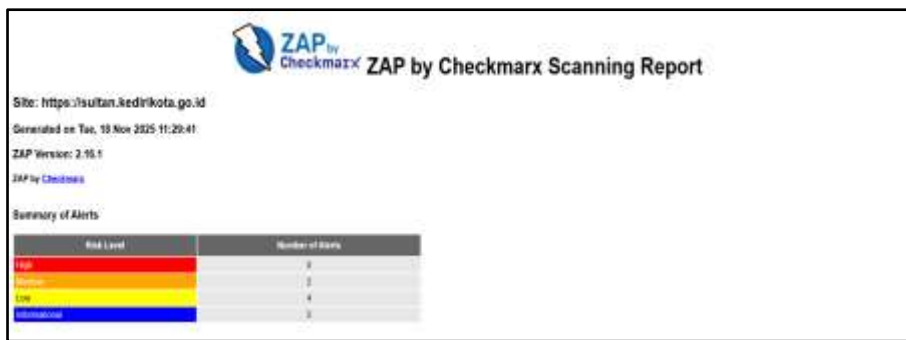 ZAP by
Checkmarx
ZAP by Checkmarx Scanning Report
Site: https://sultan.kedirikota.go.id
Generated on Tue, 18 Nov 2025 11:29:41
ZAP Version: 2.16.1
ZAP by Checkmarx
Summary of Alerts
Risk Level Number of Alerts
High
Medium
Low 4
Informational